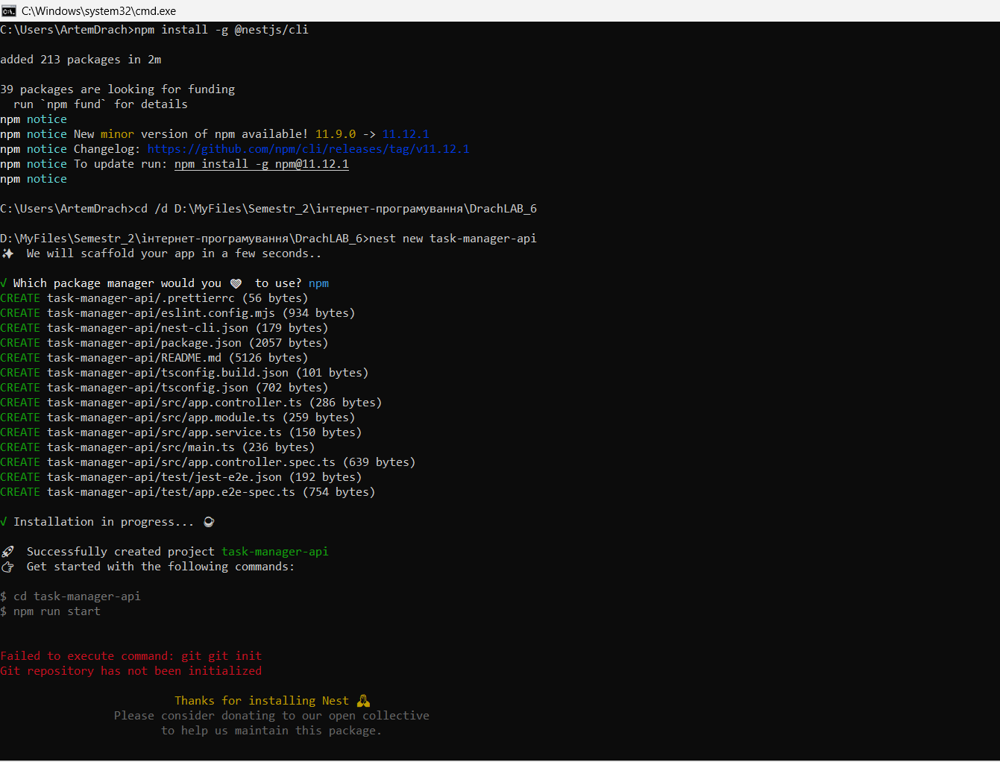 C:\Windows\system32\cmd.exe
C:\Users\ArtemDrach>npm install -g @nestjs/cli
added 213 packages in 2m
39 packages are looking for funding
run `npm fund` for details
npm notice
npm notice New minor version of npm available! 11.9.0 -> 11.12.1
npm notice Changelog: https://github.com/npm/cli/releases/tag/v11.12.1
npm notice To update run: npm install -g npm@11.12.1
npm notice
C:\Users\ArtemDrach>cd /d D:\MyFiles\Semestr_2\інтернет-програмування\DrachLAB_6
D:\MyFiles\Semestr_2\інтернет-програмування\DrachLAB_6>nest new task-manager-api
✨ We will scaffold your app in a few seconds..
√ Which package manager would you 💖 to use? npm
CREATE task-manager-api/.prettierrc (56 bytes)
CREATE task-manager-api/eslint.config.mjs (934 bytes)
CREATE task-manager-api/nest-cli.json (179 bytes)
CREATE task-manager-api/package.json (2057 bytes)
CREATE task-manager-api/README.md (5126 bytes)
CREATE task-manager-api/tsconfig.build.json (101 bytes)
CREATE task-manager-api/tsconfig.json (702 bytes)
CREATE task-manager-api/src/app.controller.ts (286 bytes)
CREATE task-manager-api/src/app.module.ts (259 bytes)
CREATE task-manager-api/src/app.service.ts (150 bytes)
CREATE task-manager-api/src/main.ts (236 bytes)
CREATE task-manager-api/src/app.controller.spec.ts (639 bytes)
CREATE task-manager-api/test/jest-e2e.json (192 bytes)
CREATE task-manager-api/test/app.e2e-spec.ts (754 bytes)
√ Installation in progress... ☕
🚀 Successfully created project task-manager-api
👉 Get started with the following commands:
$ cd task-manager-api
$ npm run start
Failed to execute command: git git init
Git repository has not been initialized
Thanks for installing Nest 🙏
Please consider donating to our open collective
to help us maintain this package.